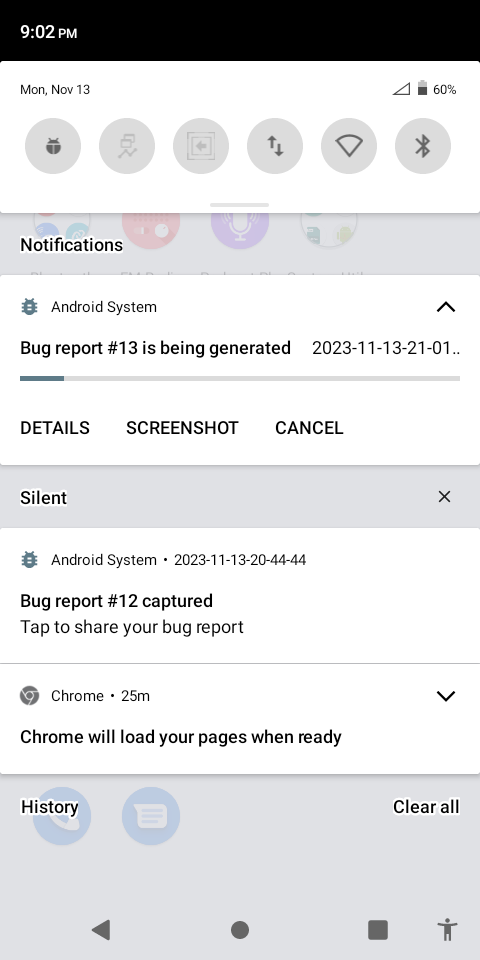 9:02 PM
Mon, Nov 13
60%
Notifications
Android System
Bug report #13 is being generated 2023-11-13-21-01..
DETAILS SCREENSHOT CANCEL
Silent
Android System • 2023-11-13-20-44-44
Bug report #12 captured
Tap to share your bug report
Chrome • 25m
Chrome will load your pages when ready
History
Clear all